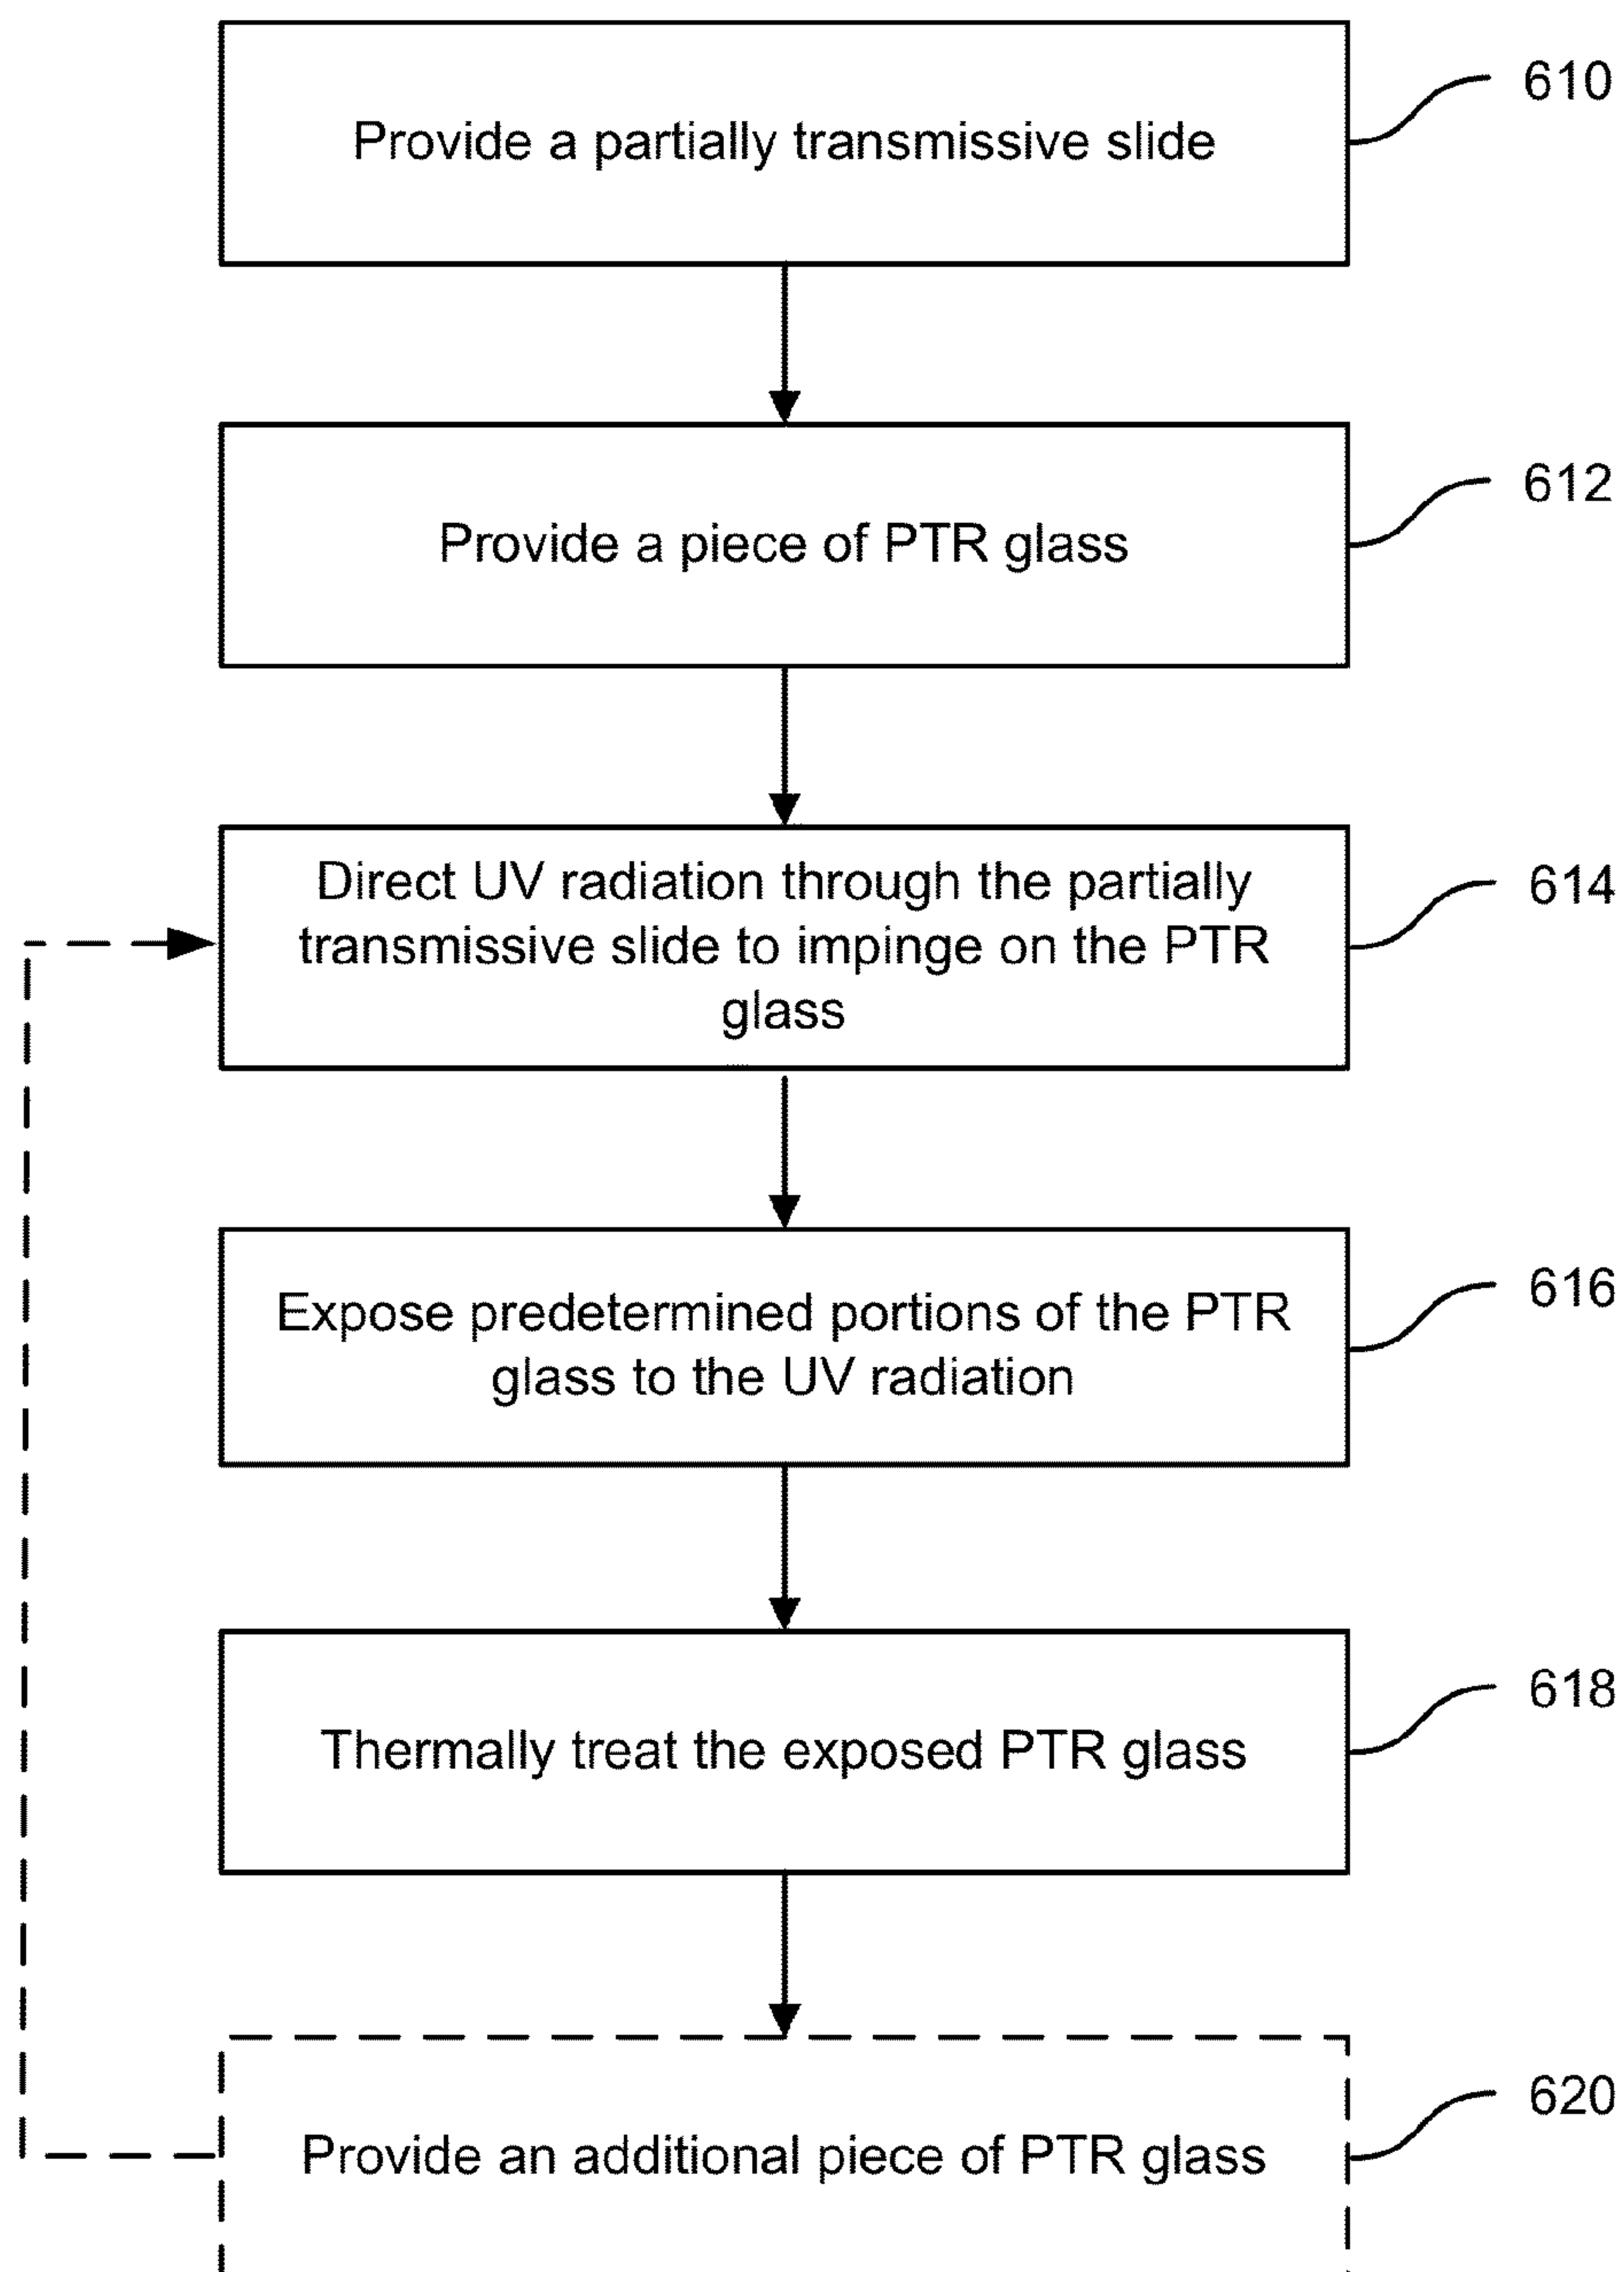 Provide a partially transmissive slide
610
Provide a piece of PTR glass
612
Direct UV radiation through the partially
transmissive slide to impinge on the PTR
glass
614
Expose predetermined portions of the PTR
glass to the UV radiation
616
Thermally treat the exposed PTR glass
618
Provide an additional piece of PTR glass
620